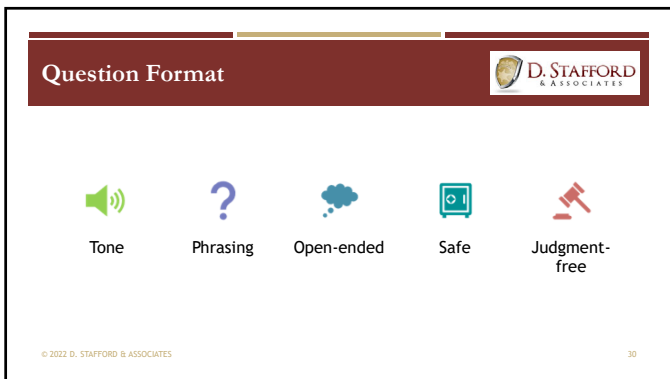 Question Format
D. STAFFORD
& ASSOCIATES
Tone
Phrasing
Open-ended
Safe
Judgment-
free
© 2022 D. STAFFORD & ASSOCIATES
30